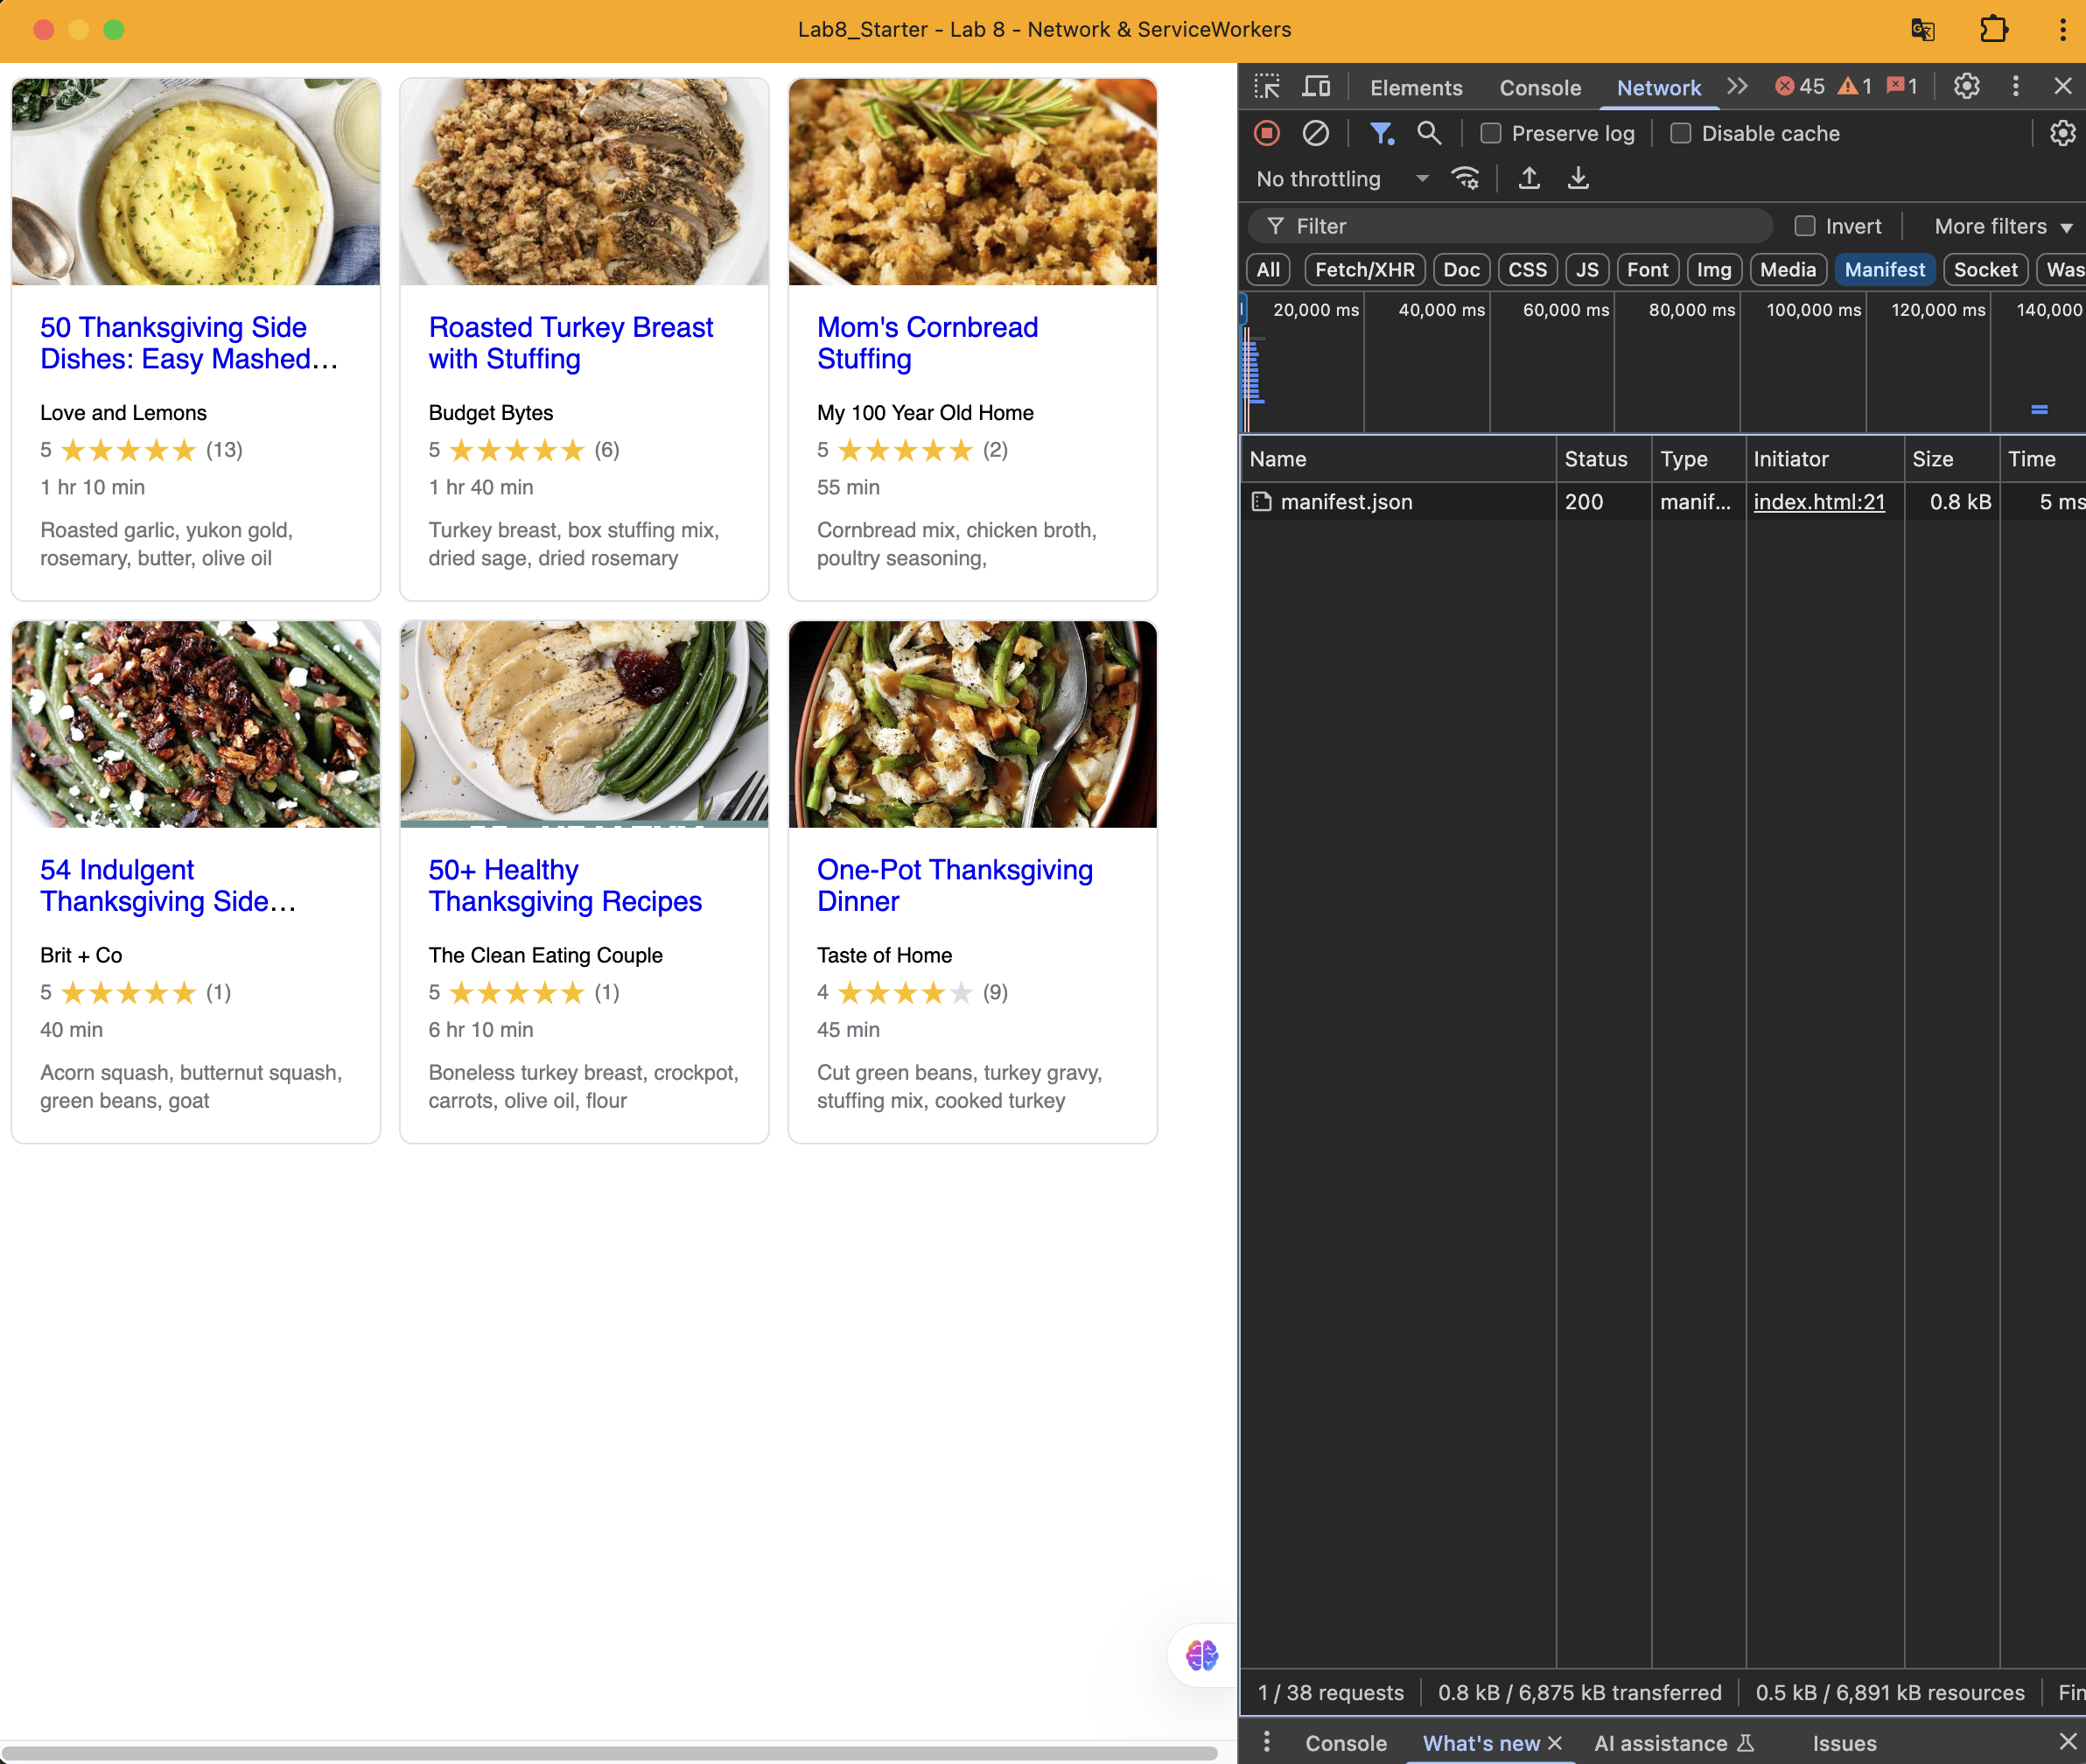 Lab8_Starter - Lab 8 - Network & ServiceWorkers
50 Thanksgiving Side
Dishes: Easy Mashed...
Love and Lemons
5 ★★★★★ (13)
1 hr 10 min
Roasted garlic, yukon gold,
rosemary, butter, olive oil
Roasted Turkey Breast
with Stuffing
Budget Bytes
5 ★★★★★ (6)
1 hr 40 min
Turkey breast, box stuffing mix,
dried sage, dried rosemary
Mom's Cornbread
Stuffing
My 100 Year Old Home
5 ★★★★★ (2)
55 min
Cornbread mix, chicken broth,
poultry seasoning,
54 Indulgent
Thanksgiving Side...
Brit + Co
5 ★★★★★ (1)
40 min
Acorn squash, butternut squash,
green beans, goat
50+ Healthy
Thanksgiving Recipes
The Clean Eating Couple
5 ★★★★★ (1)
6 hr 10 min
Boneless turkey breast, crockpot,
carrots, olive oil, flour
One-Pot Thanksgiving
Dinner
Taste of Home
4 ★★★★★ (9)
45 min
Cut green beans, turkey gravy,
stuffing mix, cooked turkey
Elements Console Network 45 1 1
Preserve log Disable cache
No throttling
Filter Invert More filters
All Fetch/XHR Doc CSS JS Font Img Media Manifest Socket Was
20,000 ms 40,000 ms 60,000 ms 80,000 ms 100,000 ms 120,000 ms 140,000
Name Status Type Initiator Size Time
manifest.json 200 manif... index.html:21 0.8 kB 5 ms
1 / 38 requests 0.8 kB / 6,875 kB transferred 0.5 kB / 6,891 kB resources Fin
Console What's new AI assistance Issues